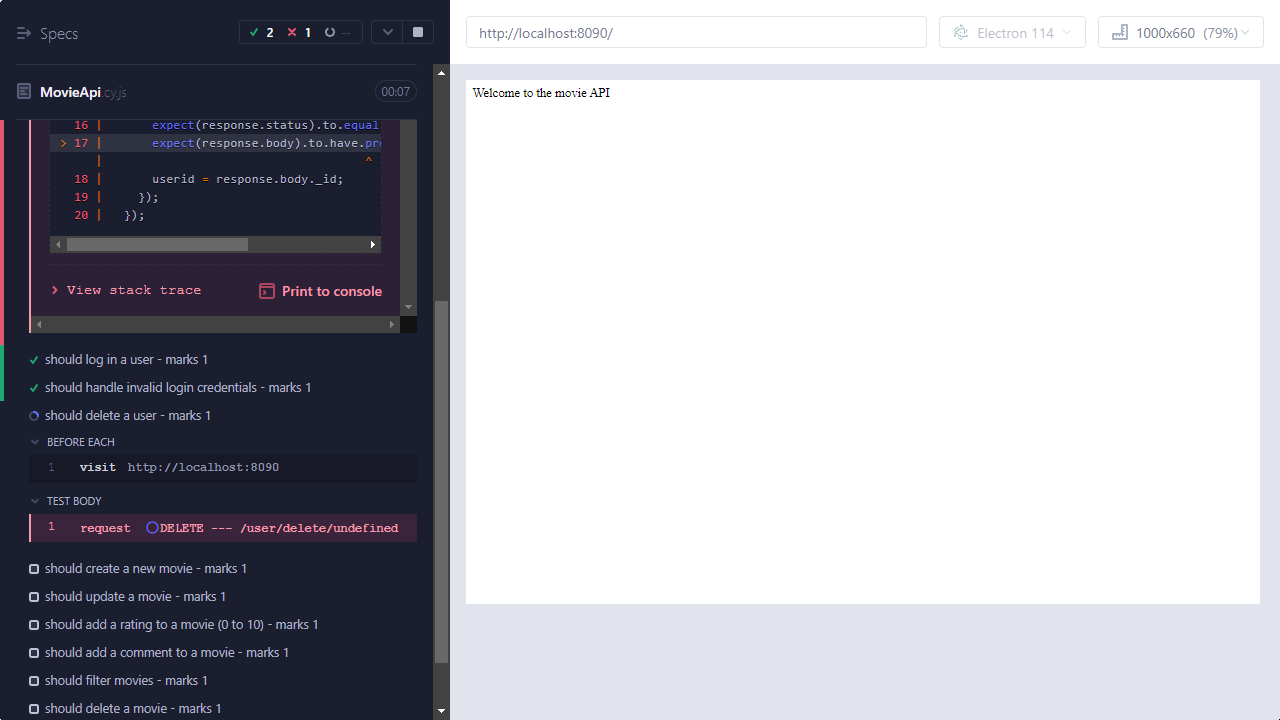 Specs
2
1
--
MovieApi.cy.js
00:07
16 | expect(response.status).to.equal
> 17 | expect(response.body).to.have.pr
| ^
18 | userid = response.body._id;
19 | });
20 | });
View stack trace
Print to console
should log in a user - marks 1
should handle invalid login credentials - marks 1
should delete a user - marks 1
BEFORE EACH
1 visit http://localhost:8090
TEST BODY
1 request DELETE --- /user/delete/undefined
should create a new movie - marks 1
should update a movie - marks 1
should add a rating to a movie (0 to 10) - marks 1
should add a comment to a movie - marks 1
should filter movies - marks 1
should delete a movie - marks 1
http://localhost:8090/
Electron 114
1000x660 (79%)
Welcome to the movie API